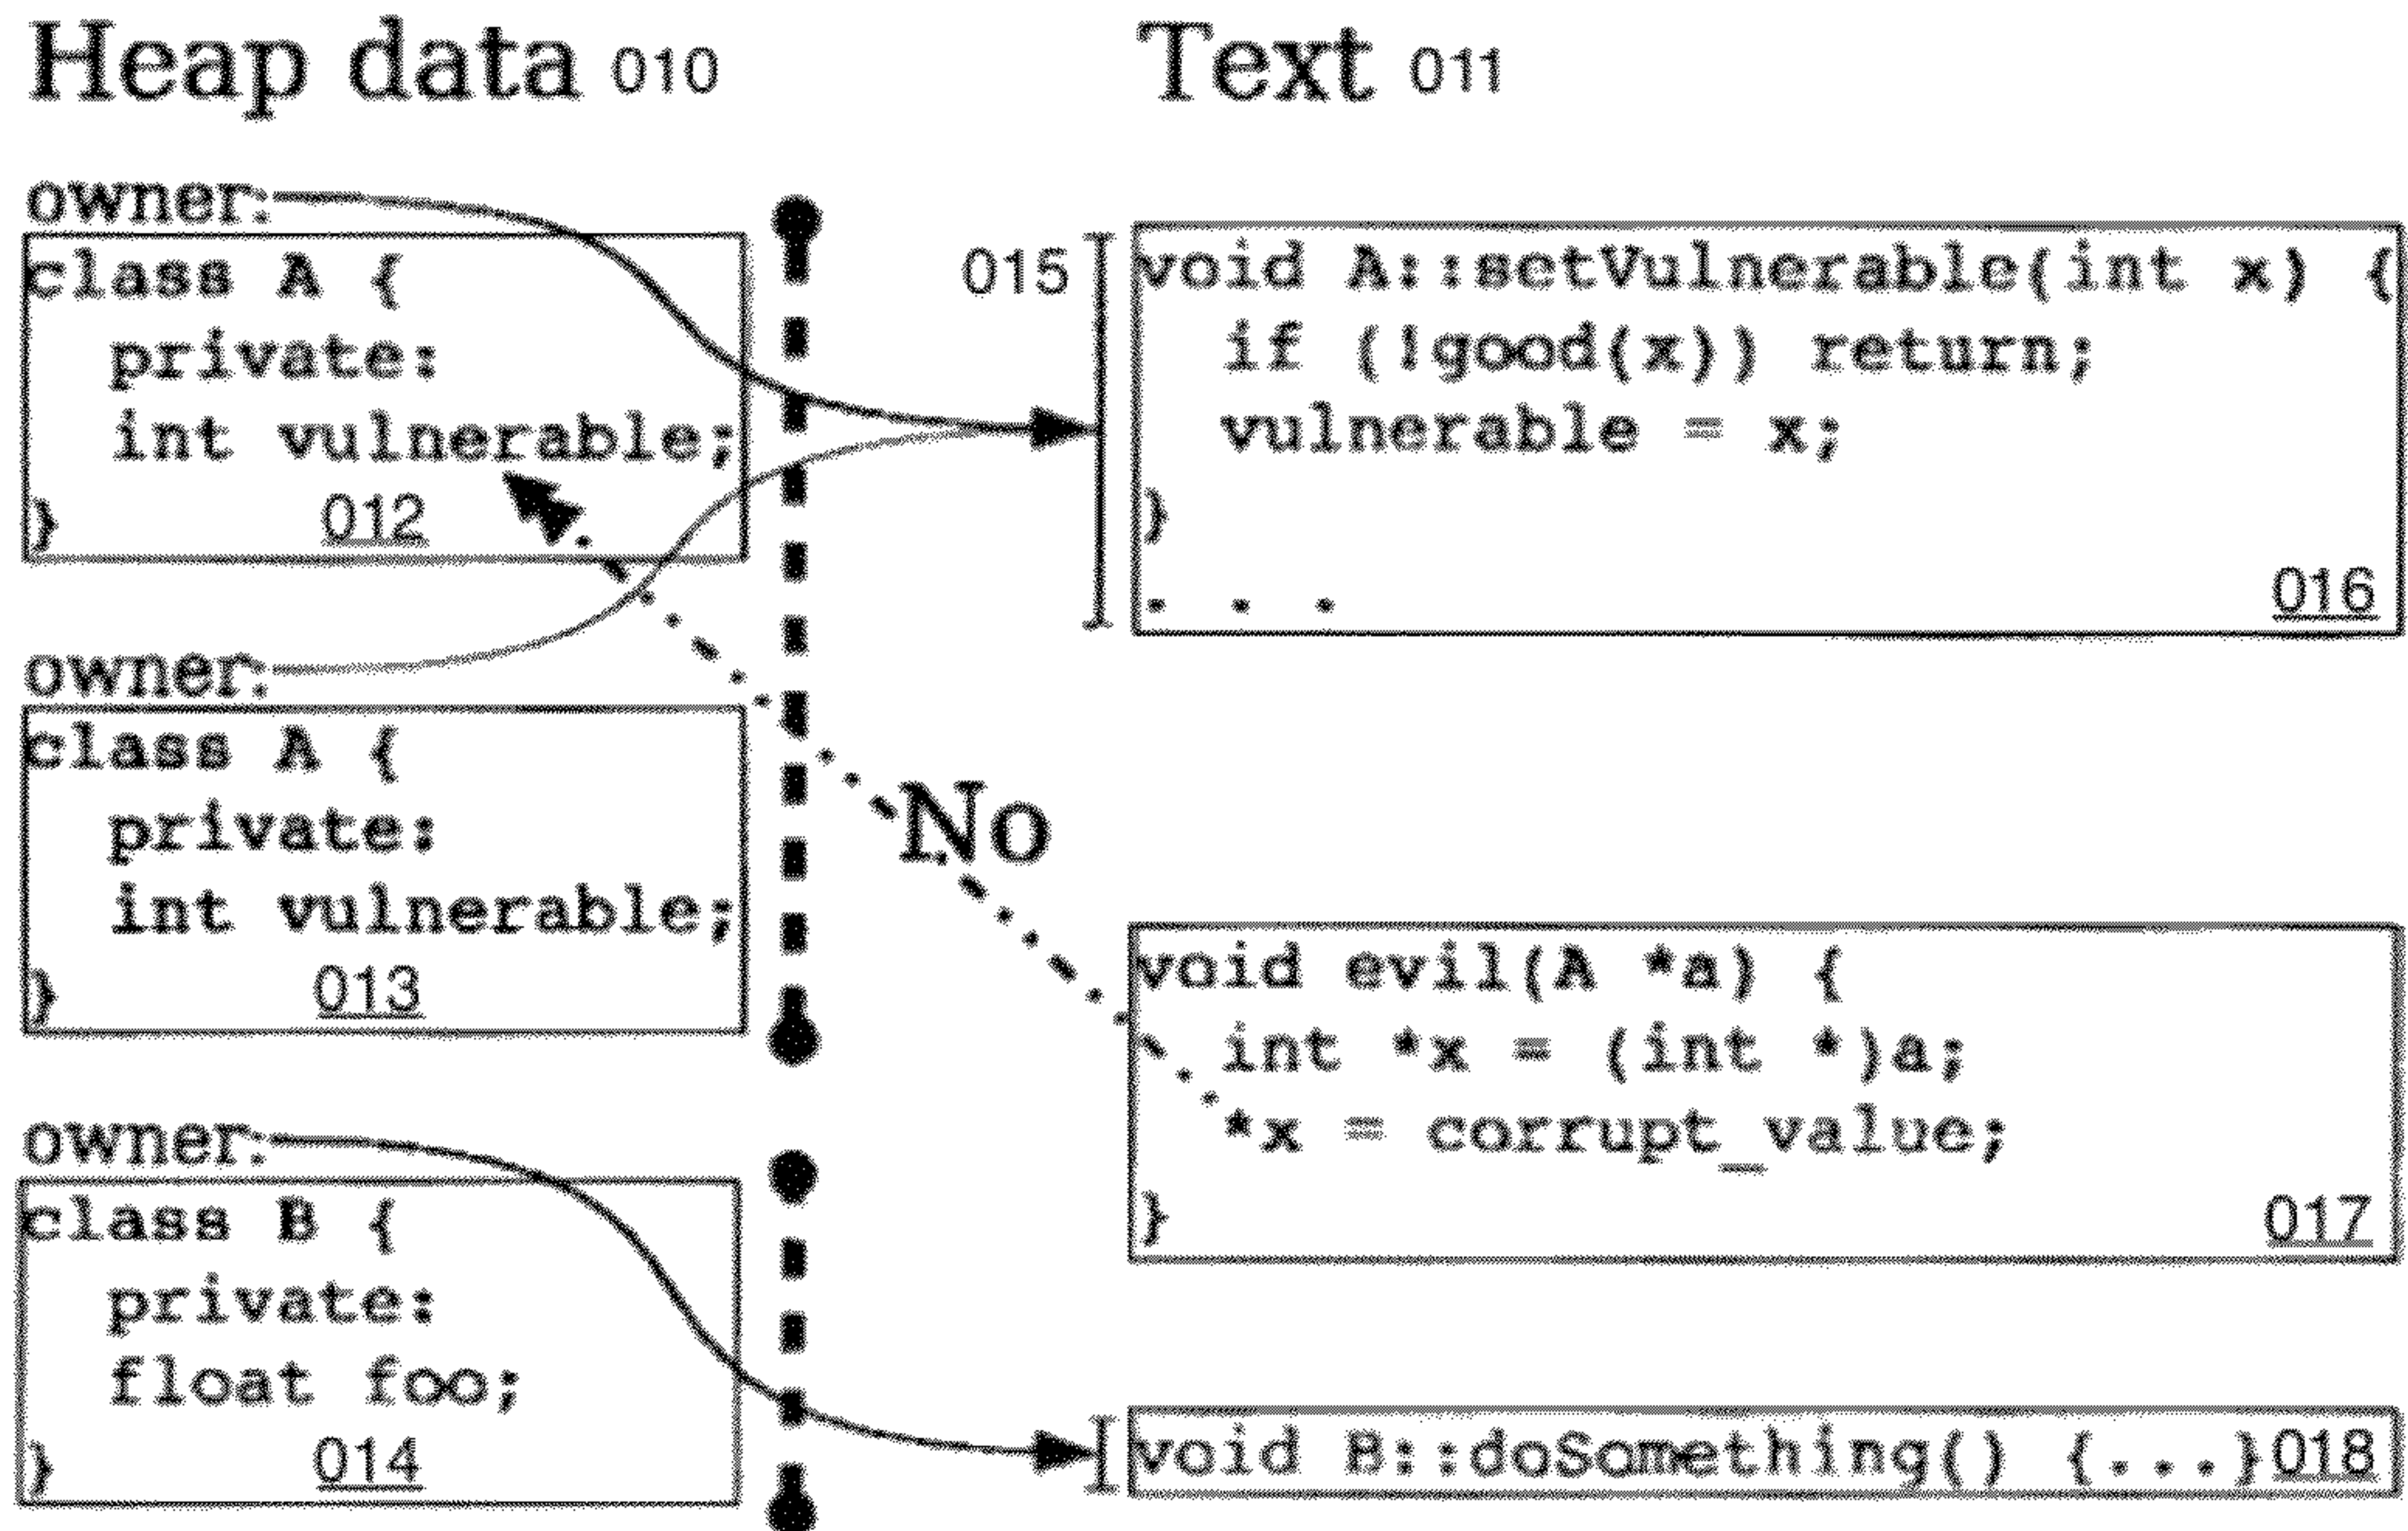 Heap data 010
owner:
class A {
private:
int vulnerable;
} 012
owner:
class A {
private:
int vulnerable;
} 013
owner:
class B {
private:
float foo;
} 014
No
Text 011
015
void A::setVulnerable(int x) {
if (!good(x)) return;
vulnerable = x;
}
. . . 016
void evil(A *a) {
int *x = (int *)a;
*x = corrupt_value;
} 017
void B::doSomething() {...} 018